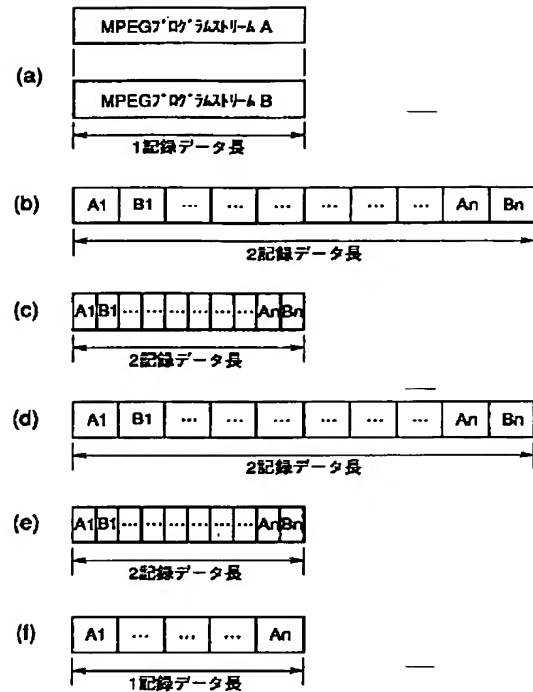 MPEGプログラムストリーム A
(a)
MPEGプログラムストリーム B
1記録データ長
(b) A1 B1 ... ... ... ... ... ... An Bn
2記録データ長
(c) A1 B1 ... ... ... ... ... ... An Bn
2記録データ長
(d) A1 B1 ... ... ... ... ... ... An Bn
2記録データ長
(e) A1 B1 ... ... ... ... ... ... An Bn
2記録データ長
(f) A1 ... ... ... An
1記録データ長